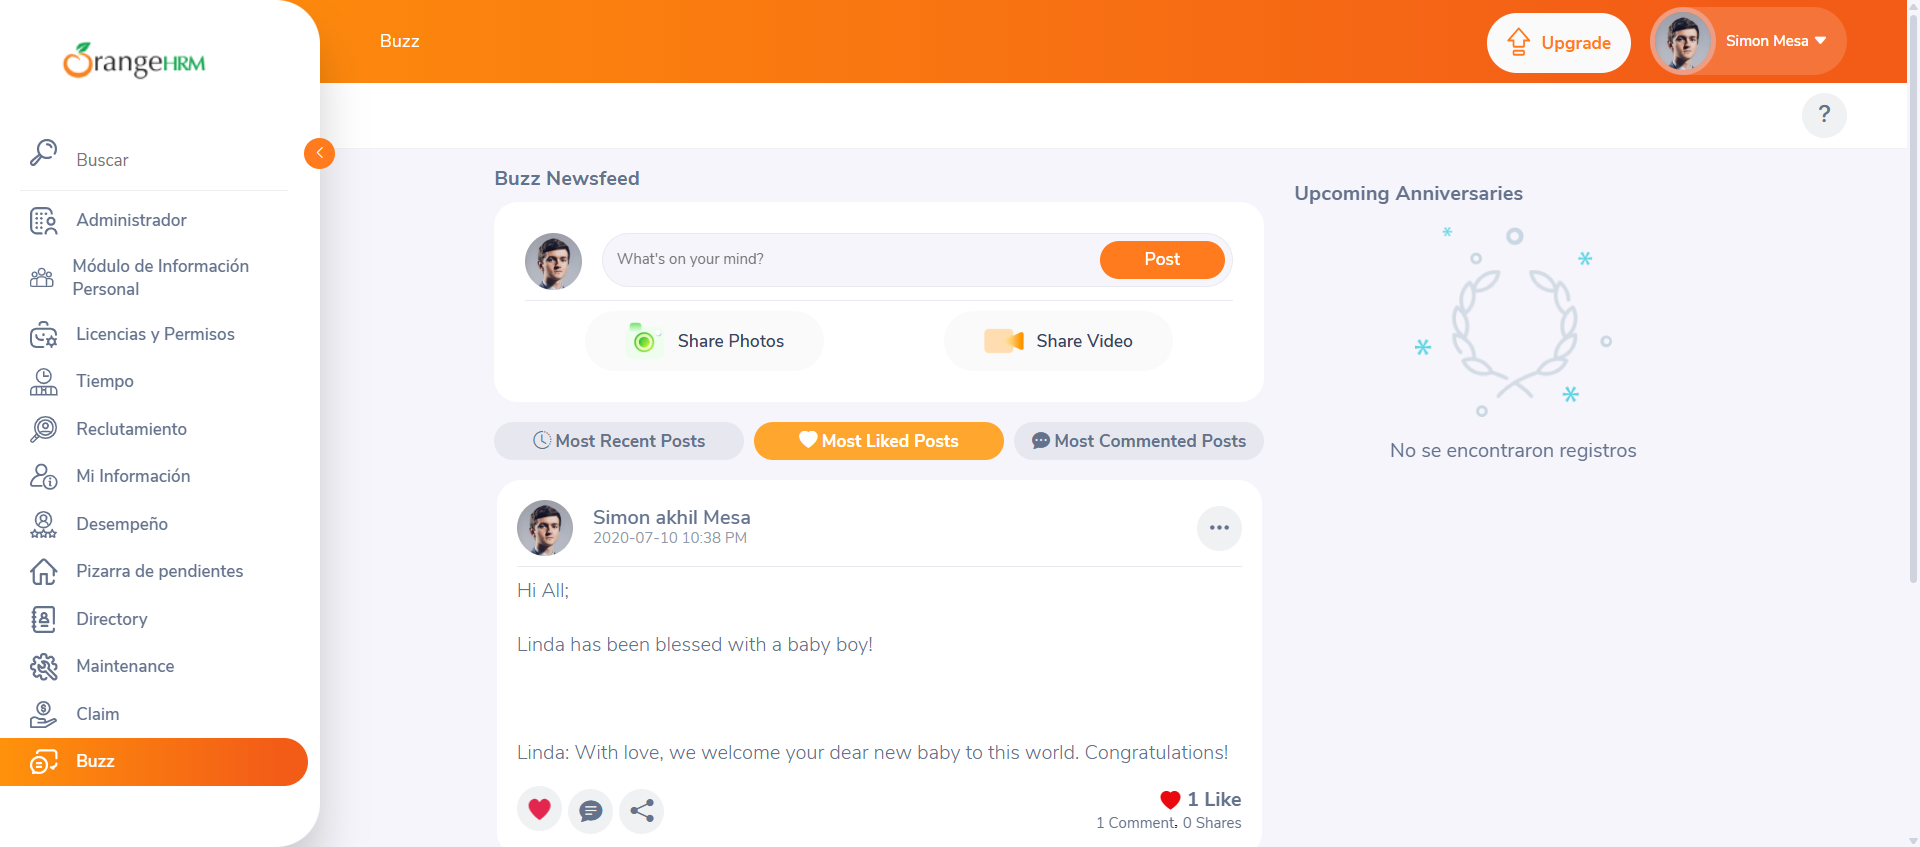 OrangeHRM
Buscar
Administrador
Módulo de Información
Personal
Licencias y Permisos
Tiempo
Reclutamiento
Mi Información
Desempeño
Pizarra de pendientes
Directory
Maintenance
Claim
Buzz
Buzz
Upgrade
Simon Mesa
?
Buzz Newsfeed
What's on your mind?
Post
Share Photos
Share Video
Most Recent Posts
Most Liked Posts
Most Commented Posts
Simon akhil Mesa
2020-07-10 10:38 PM
Hi All;
Linda has been blessed with a baby boy!
Linda: With love, we welcome your dear new baby to this world. Congratulations!
1 Like
1 Comment, 0 Shares
Upcoming Anniversaries
No se encontraron registros